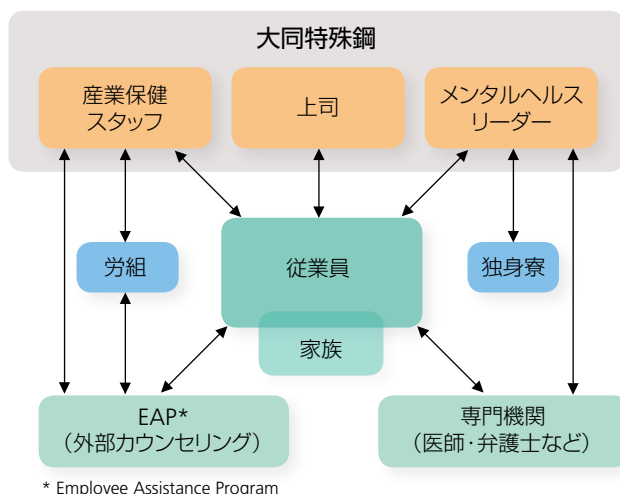 大同特殊鋼
産業保健
スタッフ
上司
メンタルヘルス
リーダー
労組
従業員
独身寮
家族
EAP*
（外部カウンセリング）
専門機関
（医師・弁護士など）
* Employee Assistance Program